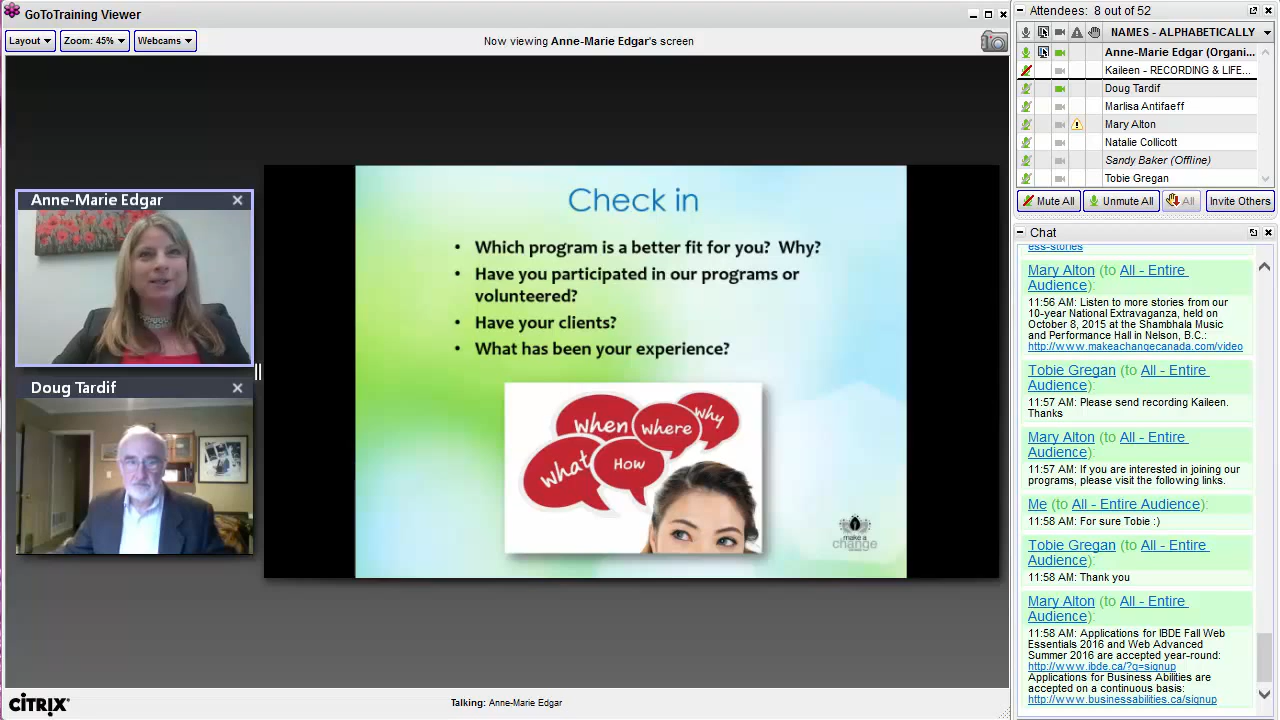 GoToTraining Viewer
Layout
Zoom: 45%
Webcams
Now viewing Anne-Marie Edgar's screen
Anne-Marie Edgar
Doug Tardif
Check in
• Which program is a better fit for you? Why?
• Have you participated in our programs or
volunteered?
• Have your clients?
• What has been your experience?
when
where
why
what
How
make a
change
CİTRIX
Talking: Anne-Marie Edgar
Attendees: 8 out of 52
NAMES - ALPHABETICALLY
Anne-Marie Edgar (Organi...
Kaileen - RECORDING & LIFE...
Doug Tardif
Marlisa Antifaeff
Mary Alton
Natalie Collicott
Sandy Baker (Offline)
Tobie Gregan
Mute All
Unmute All
All
Invite Others
Chat
ess-stories
Mary Alton (to All - Entire
Audience):
11:56 AM: Listen to more stories from our
10-year National Extravaganza, held on
October 8, 2015 at the Shambhala Music
and Performance Hall in Nelson, B.C.:
http://www.makeachangecanada.com/video
Tobie Gregan (to All - Entire
Audience):
11:57 AM: Please send recording Kaileen.
Thanks
Mary Alton (to All - Entire
Audience):
11:57 AM: If you are interested in joining our
programs, please visit the following links.
Me (to All - Entire Audience):
11:58 AM: For sure Tobie :)
Tobie Gregan (to All - Entire
Audience):
11:58 AM: Thank you
Mary Alton (to All - Entire
Audience):
11:58 AM: Applications for IBDE Fall Web
Essentials 2016 and Web Advanced
Summer 2016 are accepted year-round:
http://www.ibde.ca/?q=signup
Applications for Business Abilities are
accepted on a continuous basis:
http://www.businessabilities.ca/signup